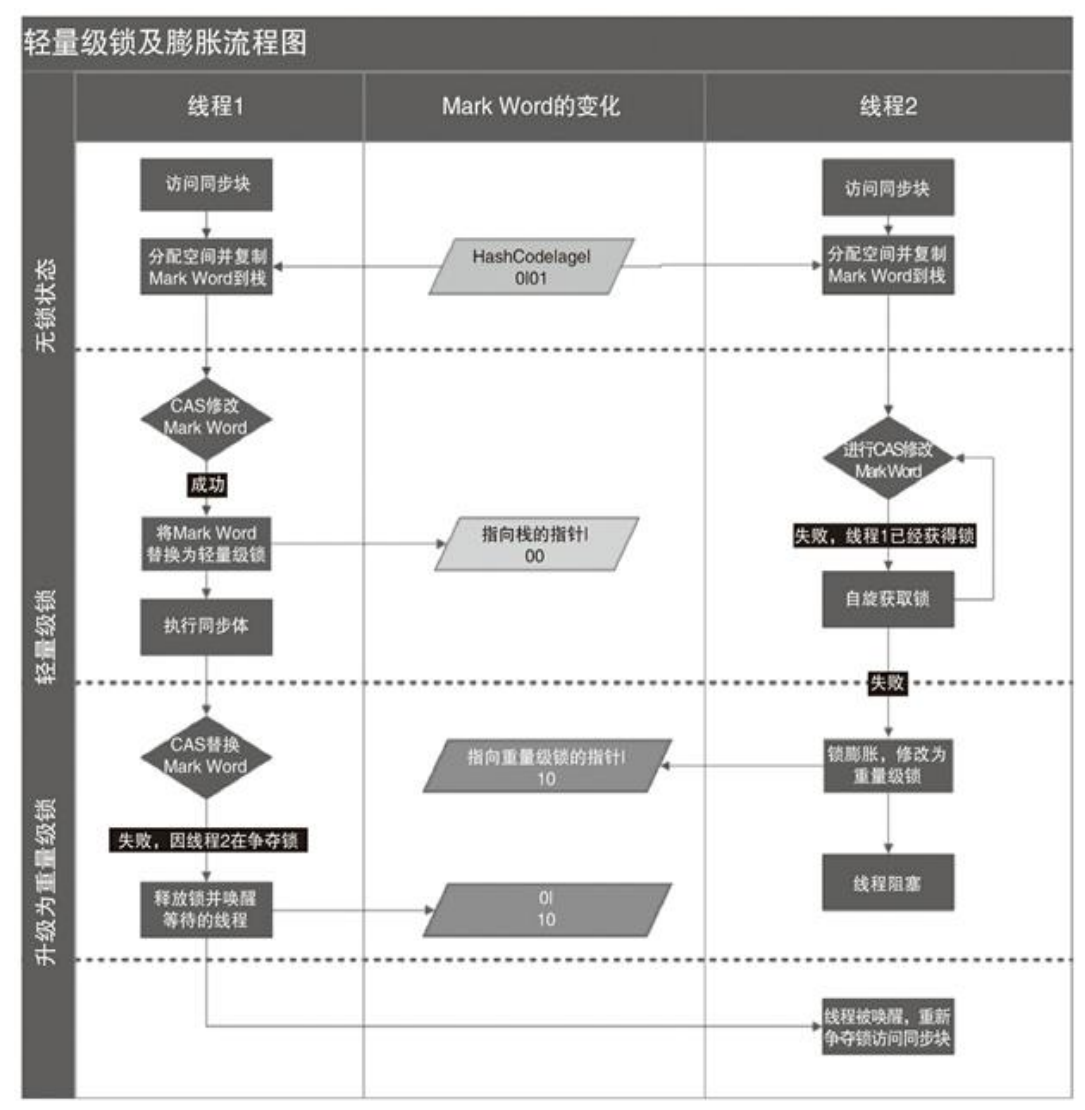 轻量级锁及膨胀流程图
线程1
Mark Word的变化
线程2
无锁状态
访问同步块
访问同步块
分配空间并复制
Mark Word到栈
HashCodelagel
0l01
分配空间并复制
Mark Word到栈
轻量级锁
CAS修改
Mark Word
进行CAS修改
Mark Word
成功
将Mark Word
替换为轻量级锁
指向栈的指针l
00
失败，线程1已经获得锁
执行同步体
自旋获取锁
失败
升级为重量级锁
CAS替换
Mark Word
指向重量级锁的指针l
10
锁膨胀，修改为
重量级锁
失败，因线程2在争夺锁
释放锁并唤醒
等待的线程
0l
10
线程阻塞
线程被唤醒，重新
争夺锁访问同步块